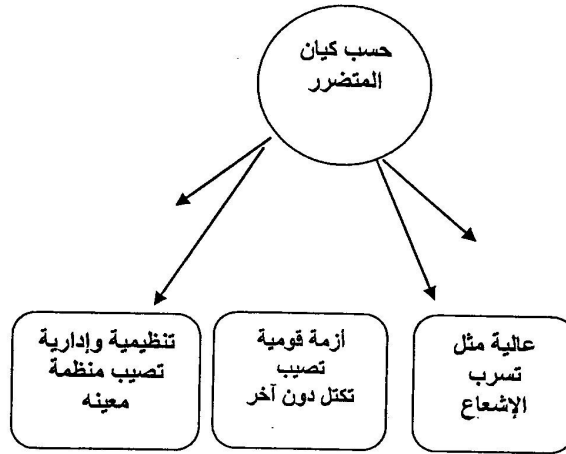 حسب كيان
المتضرر
عالية مثل
تسرب
الإشعاع
أزمة قومية
تصيب
تكتل دون آخر
تنظيمية وإدارية
تصيب منظمة
معينه